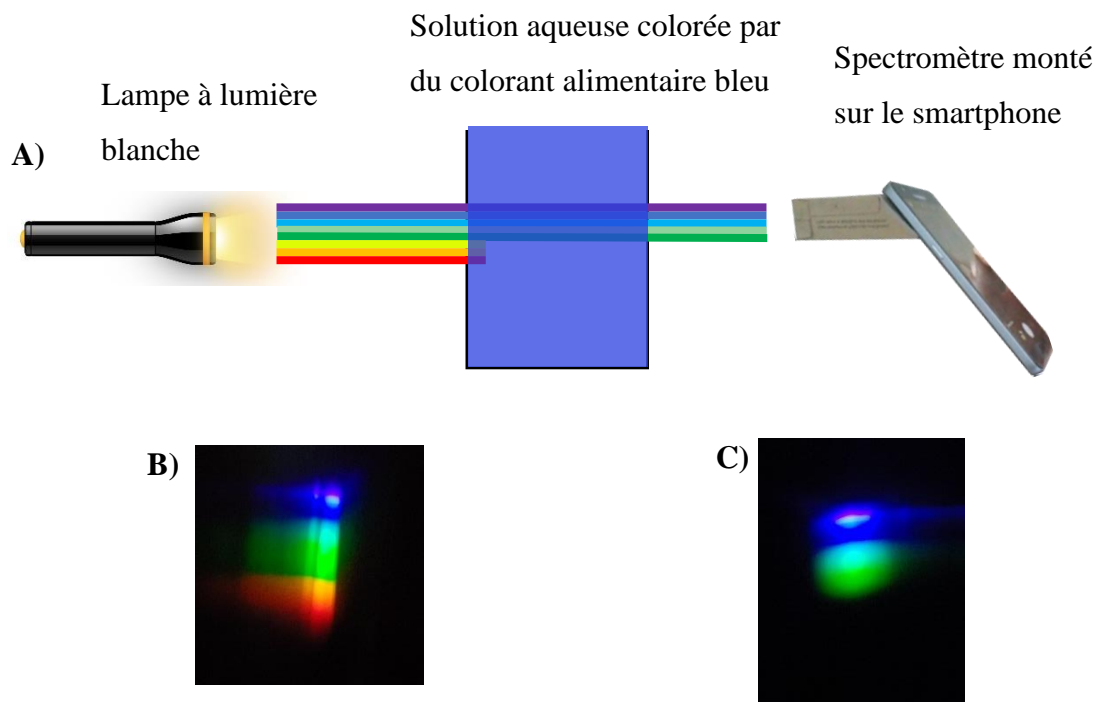 Solution aqueuse colorée par
du colorant alimentaire bleu
Spectromètre monté
sur le smartphone
Lampe à lumière
blanche
A)
B)
C)